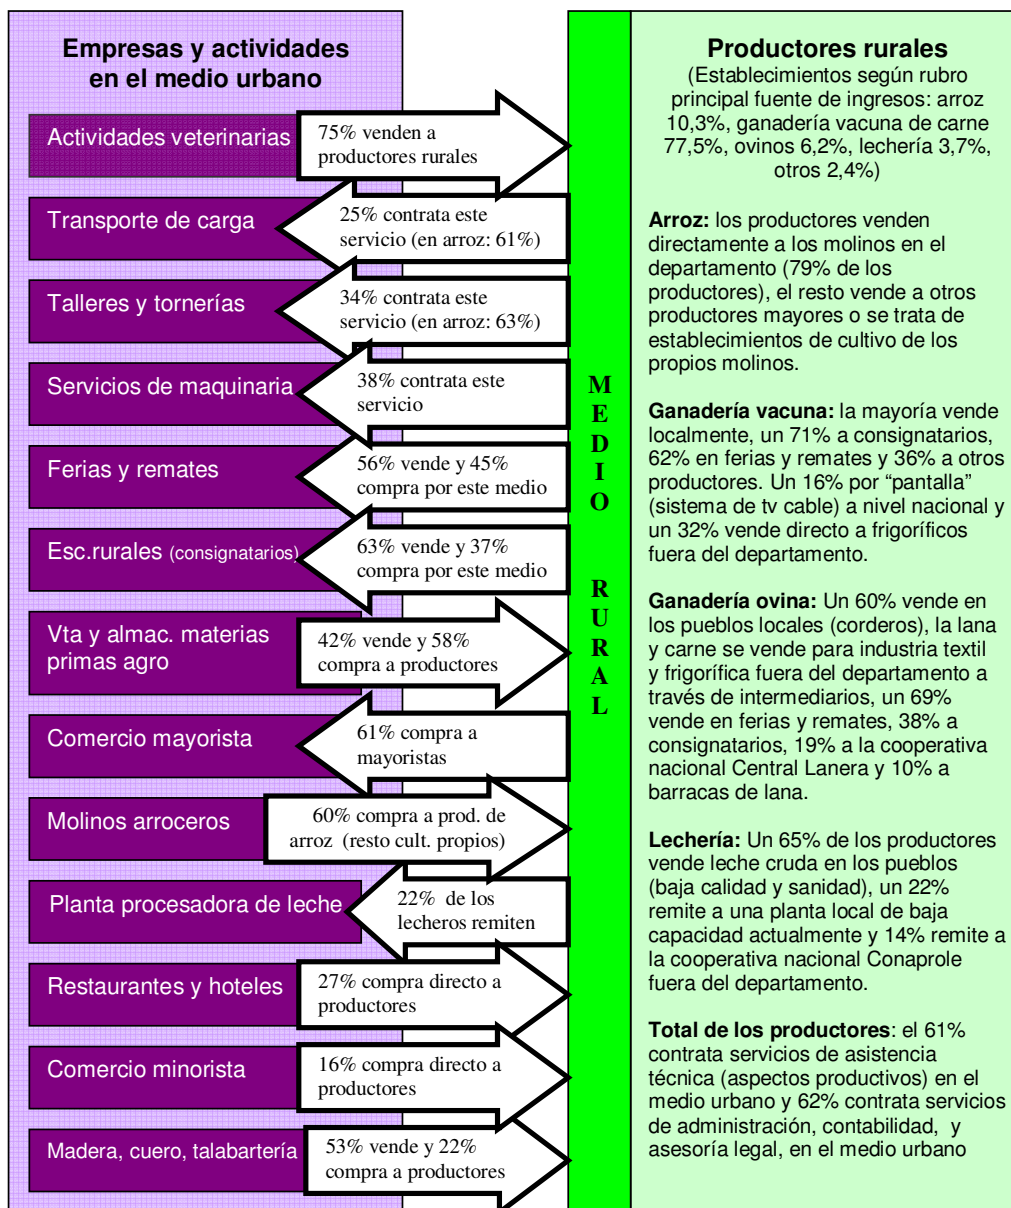 Empresas y actividades
en el medio urbano
Actividades veterinarias
75% venden a
productores rurales
Transporte de carga
25% contrata este
servicio (en arroz: 61%)
Talleres y tornerías
34% contrata este
servicio (en arroz: 63%)
Servicios de maquinaria
38% contrata este
servicio
Ferias y remates
56% vende y 45%
compra por este medio
Esc.rurales (consignatarios)
63% vende y 37%
compra por este medio
Vta y almac. materias
primas agro
42% vende y 58%
compra a productores
Comercio mayorista
61% compra a
mayoristas
Molinos arroceros
60% compra a prod. de
arroz (resto cult. propios)
Planta procesadora de leche
22% de los
lecheros remiten
Restaurantes y hoteles
27% compra directo a
productores
Comercio minorista
16% compra directo a
productores
Madera, cuero, talabartería
53% vende y 22%
compra a productores
MEDIO RURAL
Productores rurales
(Establecimientos según rubro
principal fuente de ingresos: arroz
10,3%, ganadería vacuna de carne
77,5%, ovinos 6,2%, lechería 3,7%,
otros 2,4%)
Arroz: los productores venden
directamente a los molinos en el
departamento (79% de los
productores), el resto vende a otros
productores mayores o se trata de
establecimientos de cultivo de los
propios molinos.
Ganadería vacuna: la mayoría vende
localmente, un 71% a consignatarios,
62% en ferias y remates y 36% a otros
productores. Un 16% por “pantalla”
(sistema de tv cable) a nivel nacional y
un 32% vende directo a frigoríficos
fuera del departamento.
Ganadería ovina: Un 60% vende en
los pueblos locales (corderos), la lana
y carne se vende para industria textil
y frigorífica fuera del departamento a
través de intermediarios, un 69%
vende en ferias y remates, 38% a
consignatarios, 19% a la cooperativa
nacional Central Lanera y 10% a
barracas de lana.
Lechería: Un 65% de los productores
vende leche cruda en los pueblos
(baja calidad y sanidad), un 22%
remite a una planta local de baja
capacidad actualmente y 14% remite a
la cooperativa nacional Conaprole
fuera del departamento.
Total de los productores: el 61%
contrata servicios de asistencia
técnica (aspectos productivos) en el
medio urbano y 62% contrata servicios
de administración, contabilidad, y
asesoría legal, en el medio urbano